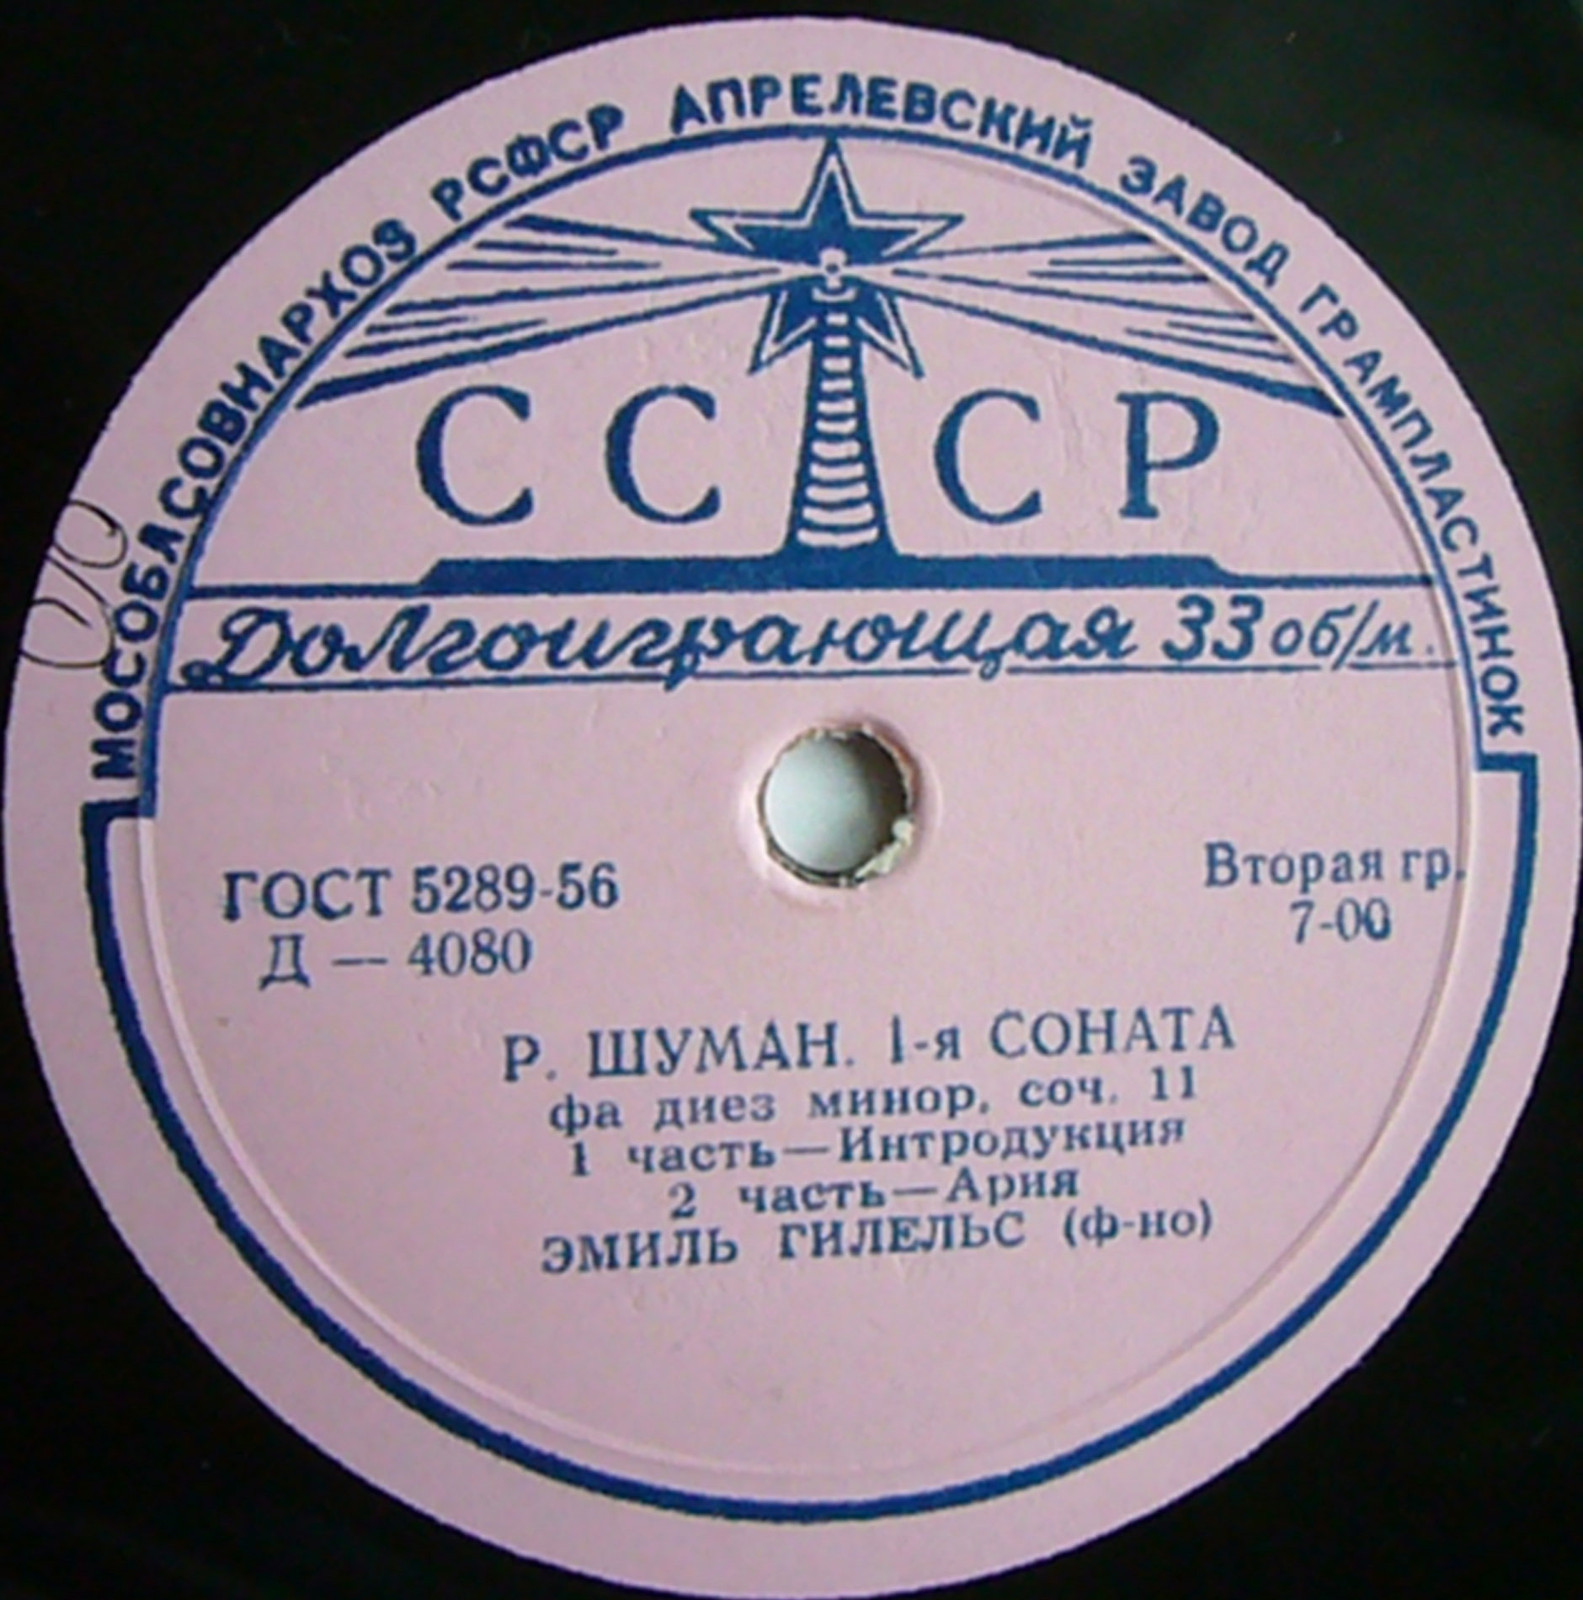 МОСОБЛСОВНАРХОЗ РСФСР АПРЕЛЕВСКИЙ ЗАВОД ГРАМПЛАСТИНОК
СССР
Долгоиграющая 33 об/м.
ГОСТ 5289-56
Д — 4080
Вторая гр.
7-00
Р. ШУМАН. 1-я СОНАТА
фа диез минор, соч. 11
1 часть—Интродукция
2 часть—Ария
ЭМИЛЬ ГИЛЕЛЬС (ф-но)